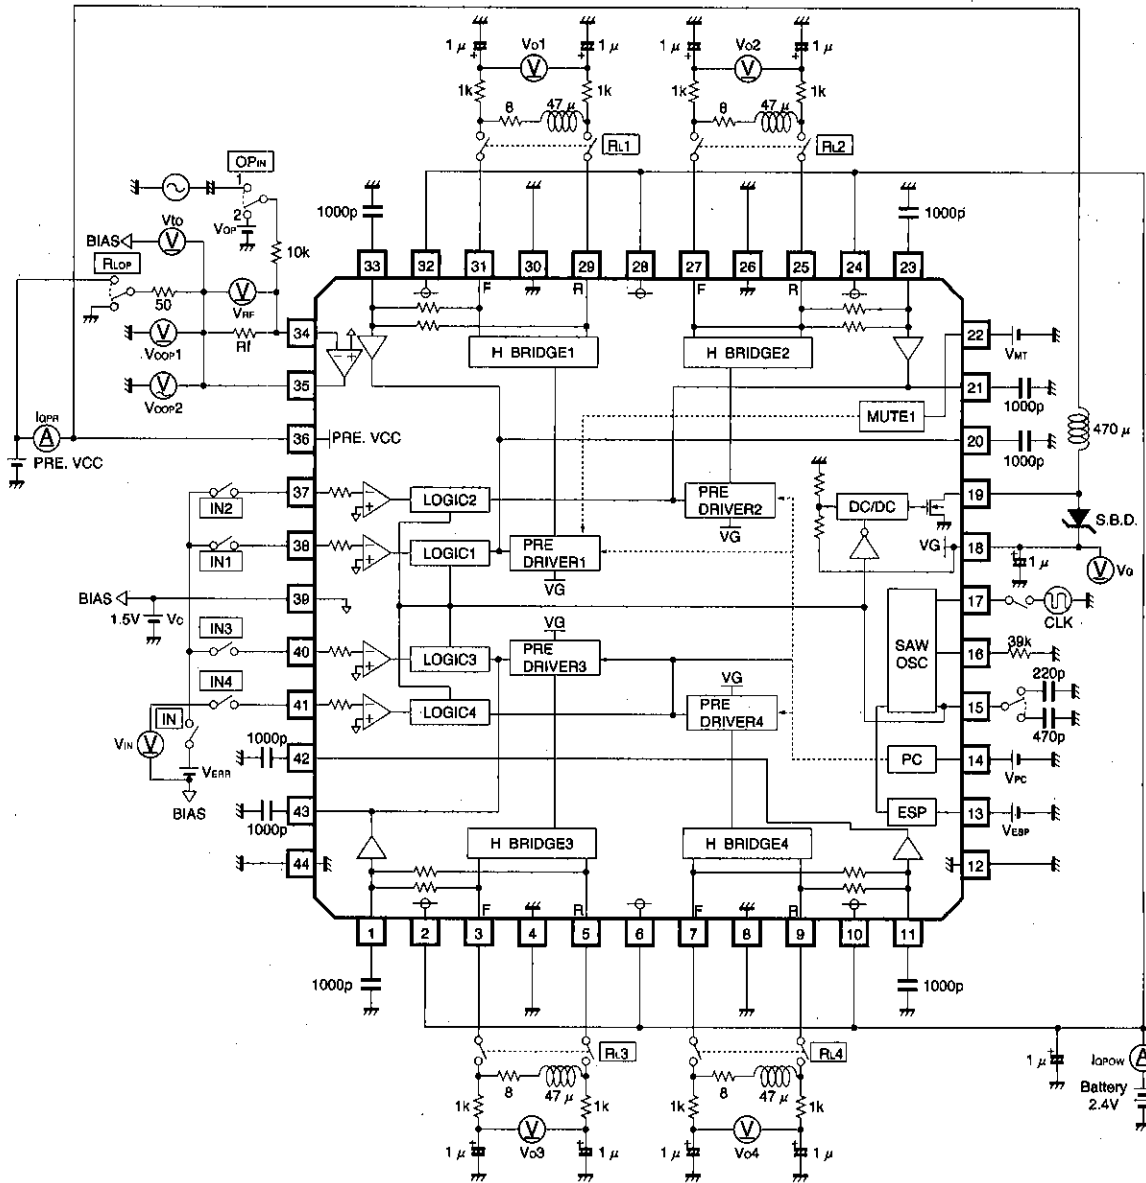 1 μ
Vo1
1 μ
1 μ
Vo2
1 μ
1k
1k
1k
1k
8
47 μ
8
47 μ
RL1
RL2
OPIN
1
2
VOP
Vto
BIAS
10k
RLOP
50
VRF
Rf
VOOP1
VOOP2
1000p
1000p
33
32
31
30
29
28
27
26
25
24
23
F
R
F
R
H BRIDGE1
H BRIDGE2
34
35
IQPR
A
PRE. VCC
36
PRE. VCC
22
VMT
21
1000p
MUTE1
20
1000p
470 μ
37
IN2
LOGIC2
PRE
DRIVER2
VG
DC/DC
19
S.B.D.
38
IN1
LOGIC1
PRE
DRIVER1
VG
VG
18
1 μ
VG
17
CLK
BIAS
39
1.5V
VC
IN3
40
LOGIC3
VG
PRE
DRIVER3
SAW
OSC
16
39k
220p
IN4
41
LOGIC4
VG
PRE
DRIVER4
15
470p
IN
VIN
VERR
BIAS
1000p
42
PC
14
VPC
43
1000p
ESP
13
VESP
H BRIDGE3
H BRIDGE4
44
12
F
R
F
R
1
2
3
4
5
6
7
8
9
10
11
1000p
1000p
RL3
RL4
8
47 μ
8
47 μ
1k
1k
1k
1k
1 μ
Vo3
1 μ
1 μ
Vo4
1 μ
1 μ
IQPOW
A
Battery
2.4V